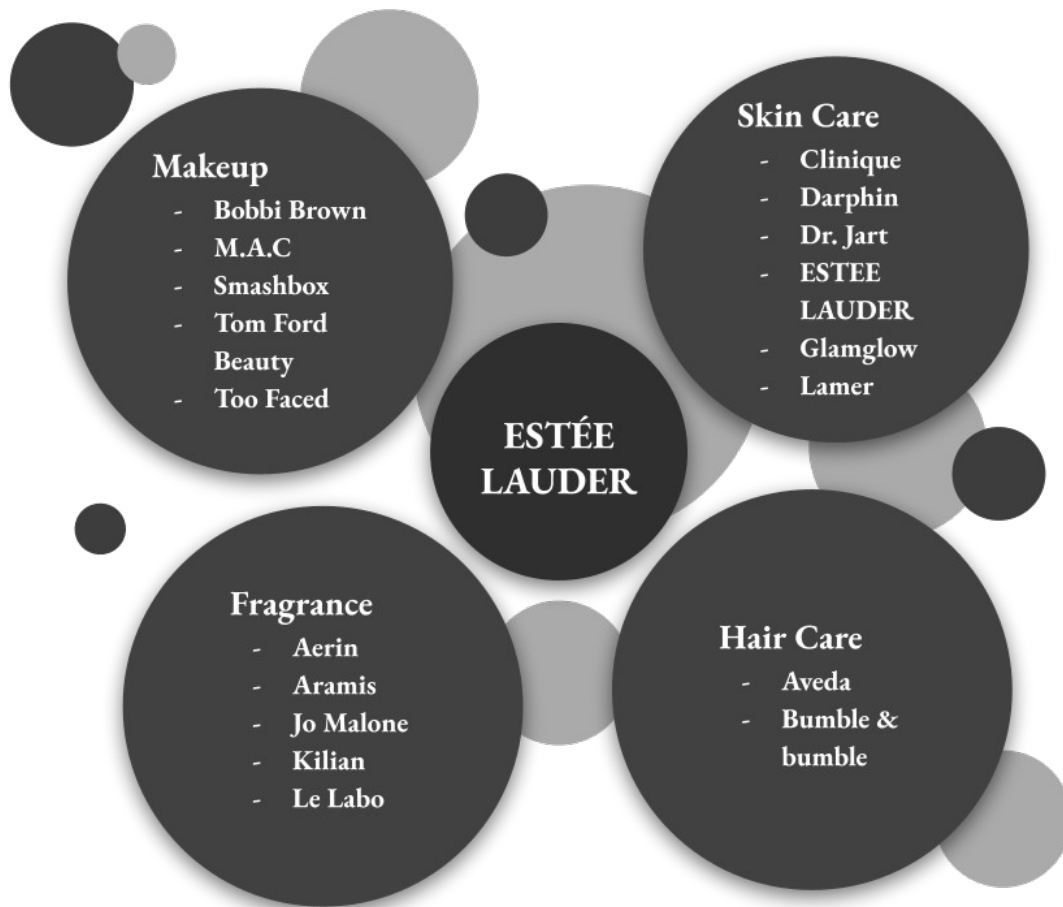 Makeup
- Bobbi Brown
- M.A.C
- Smashbox
- Tom Ford
Beauty
- Too Faced
Skin Care
- Clinique
- Darphin
- Dr. Jart
- ESTEE
LAUDER
- Glamglow
- Lamer
ESTÉE
LAUDER
Fragrance
- Aerin
- Aramis
- Jo Malone
- Kilian
- Le Labo
Hair Care
- Aveda
- Bumble &
bumble